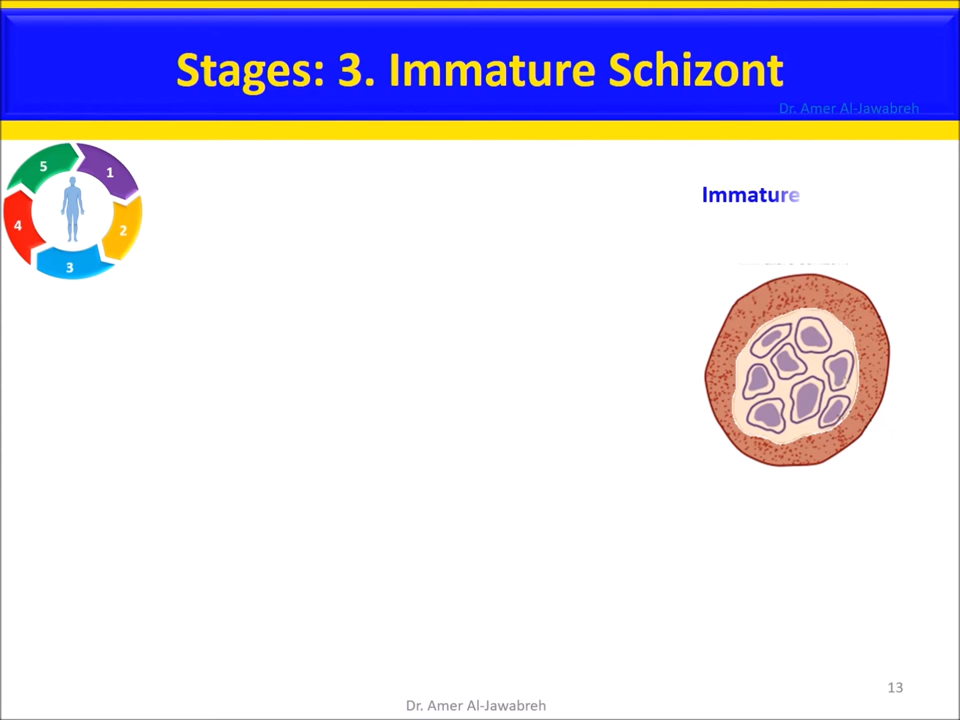 Stages: 3. Immature Schizont
Dr. Amer Al-Jawabreh
5
1
4
2
3
Immature
13
Dr. Amer Al-Jawabreh